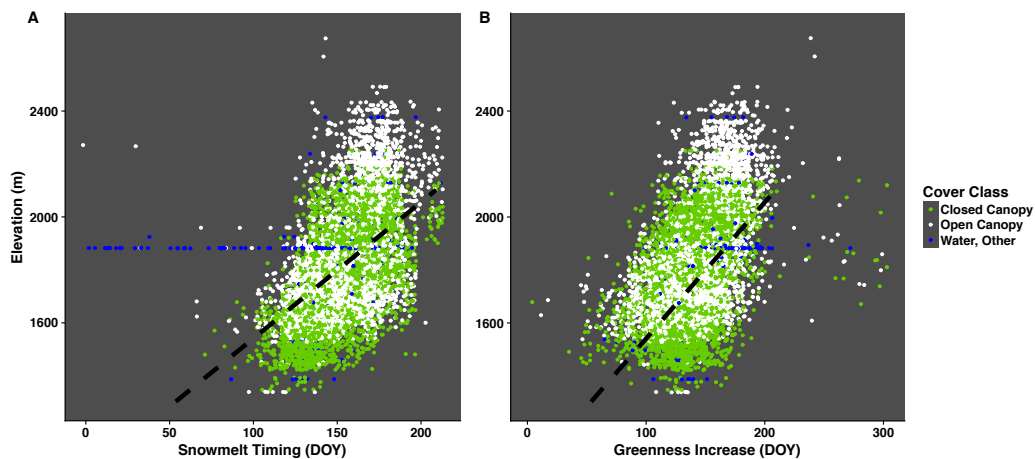 A
B
Elevation (m)
2400
2000
1600
0
50
100
150
200
Snowmelt Timing (DOY)
0
100
200
300
Greenness Increase (DOY)
Cover Class
Closed Canopy
Open Canopy
Water, Other
2400
2000
1600